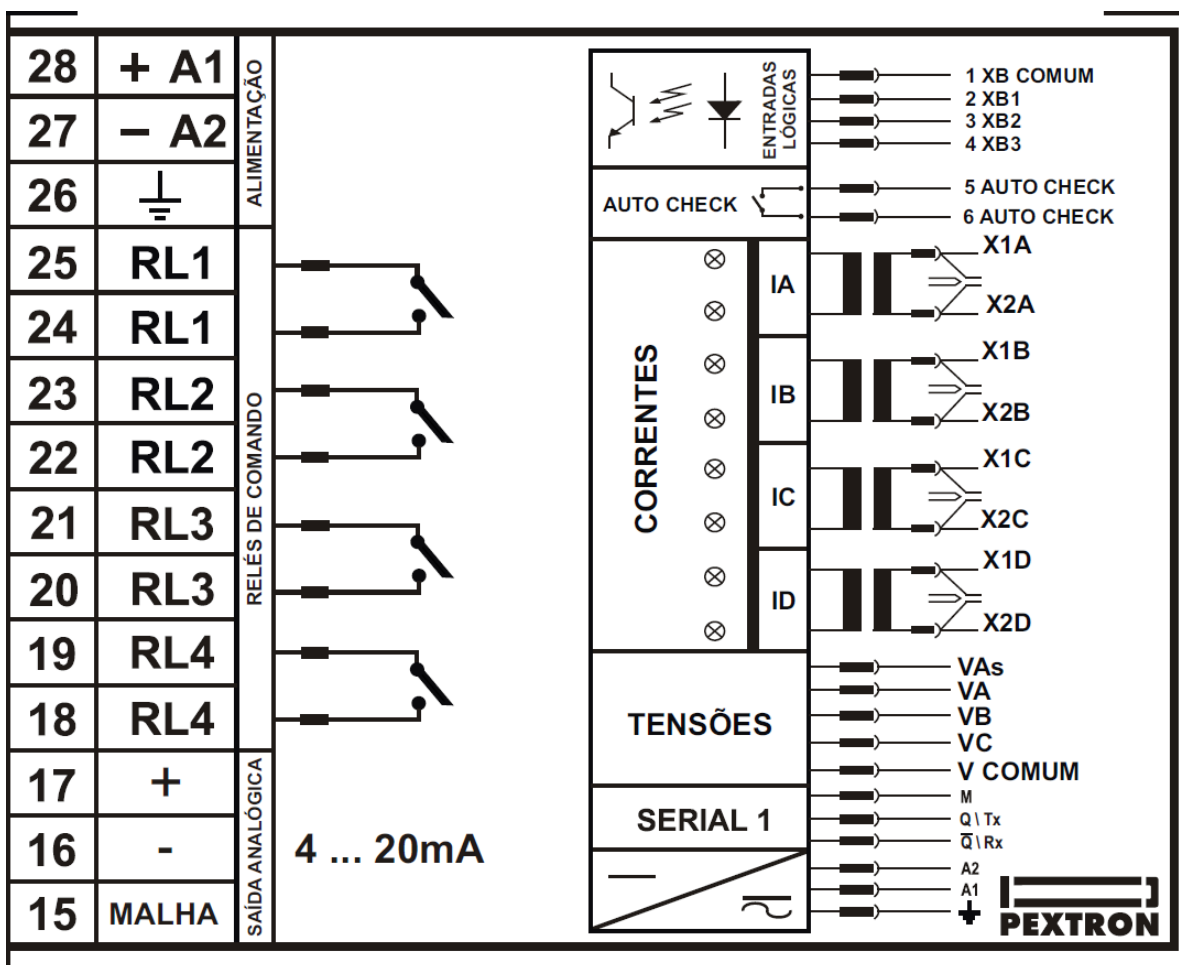 28 + A1
27 – A2
26
ALIMENTAÇÃO
25 RL1
24 RL1
23 RL2
22 RL2
21 RL3
20 RL3
19 RL4
18 RL4
RELÉS DE COMANDO
17 +
16 -
15 MALHA
SAÍDA ANALÓGICA
4 ... 20mA
ENTRADAS
LÓGICAS
1 XB COMUM
2 XB1
3 XB2
4 XB3
AUTO CHECK
5 AUTO CHECK
6 AUTO CHECK
CORRENTES
IA
X1A
X2A
IB
X1B
X2B
IC
X1C
X2C
ID
X1D
X2D
TENSÕES
VAs
VA
VB
VC
V COMUM
SERIAL 1
M
Q \ Tx
Q̅ \ Rx
A2
A1
PEXTRON